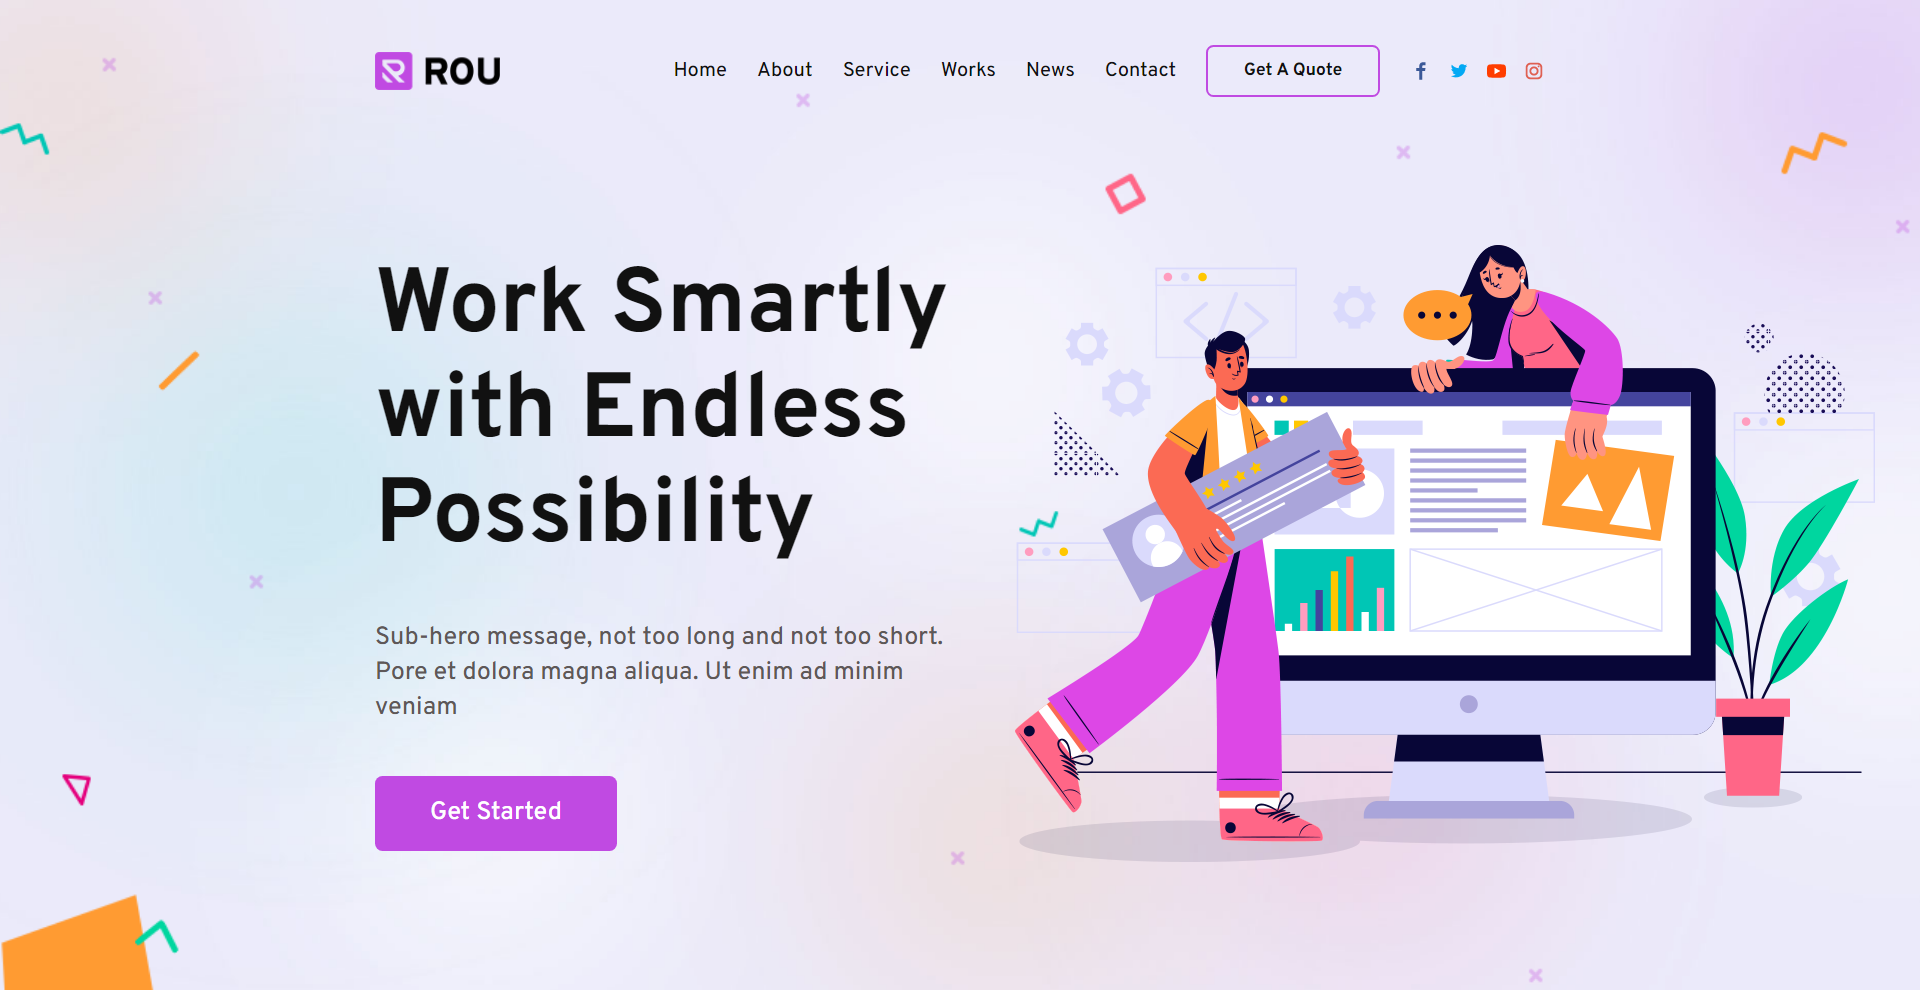 ROU
Home About Service Works News Contact Get A Quote
Work Smartly
with Endless
Possibility
Sub-hero message, not too long and not too short.
Pore et dolora magna aliqua. Ut enim ad minim
veniam
Get Started